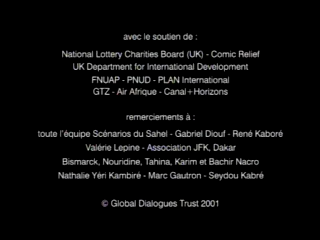 avec le soutien de :
National Lottery Charities Board (UK) - Comic Relief
UK Department for International Development
FNUAP - PNUD - PLAN International
GTZ - Air Afrique - Canal+Horizons
remerciements à :
toute l'équipe Scénarios du Sahel - Gabriel Diouf - René Kaboré
Valérie Lepine - Association JFK, Dakar
Bismarck, Nouridine, Tahina, Karim et Bachir Nacro
Nathalie Yèri Kambiré - Marc Gautron - Seydou Kabré
© Global Dialogues Trust 2001